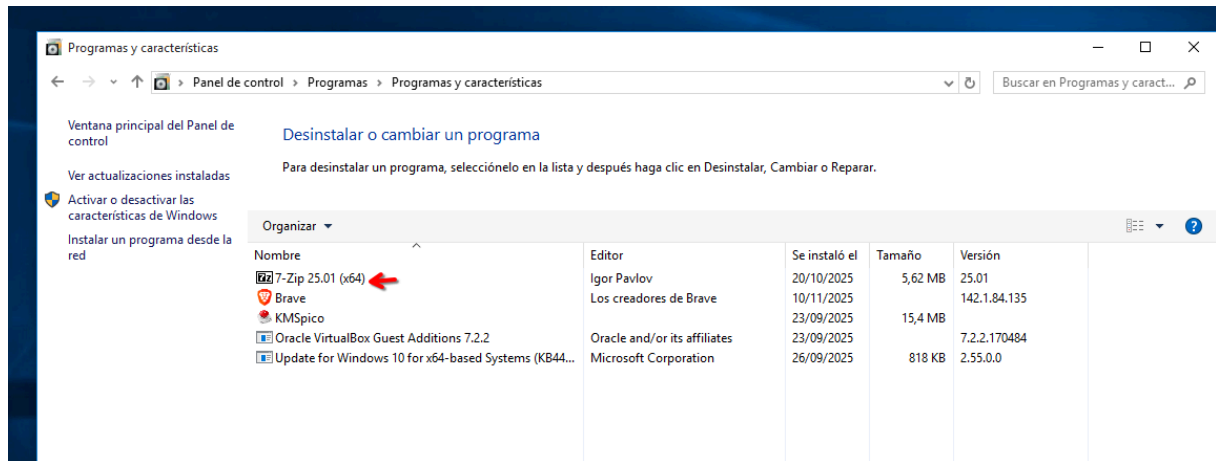 Programas y características
Panel de control > Programas > Programas y características
Buscar en Programas y caract...
Ventana principal del Panel de
control
Ver actualizaciones instaladas
Activar o desactivar las
características de Windows
Instalar un programa desde la
red
Desinstalar o cambiar un programa
Para desinstalar un programa, selecciónelo en la lista y después haga clic en Desinstalar, Cambiar o Reparar.
Organizar
Nombre Editor Se instaló el Tamaño Versión
7-Zip 25.01 (x64) Igor Pavlov 20/10/2025 5,62 MB 25.01
Brave Los creadores de Brave 10/11/2025 142.1.84.135
KMSpico 23/09/2025 15,4 MB
Oracle VirtualBox Guest Additions 7.2.2 Oracle and/or its affiliates 23/09/2025 7.2.2.170484
Update for Windows 10 for x64-based Systems (KB44... Microsoft Corporation 26/09/2025 818 KB 2.55.0.0